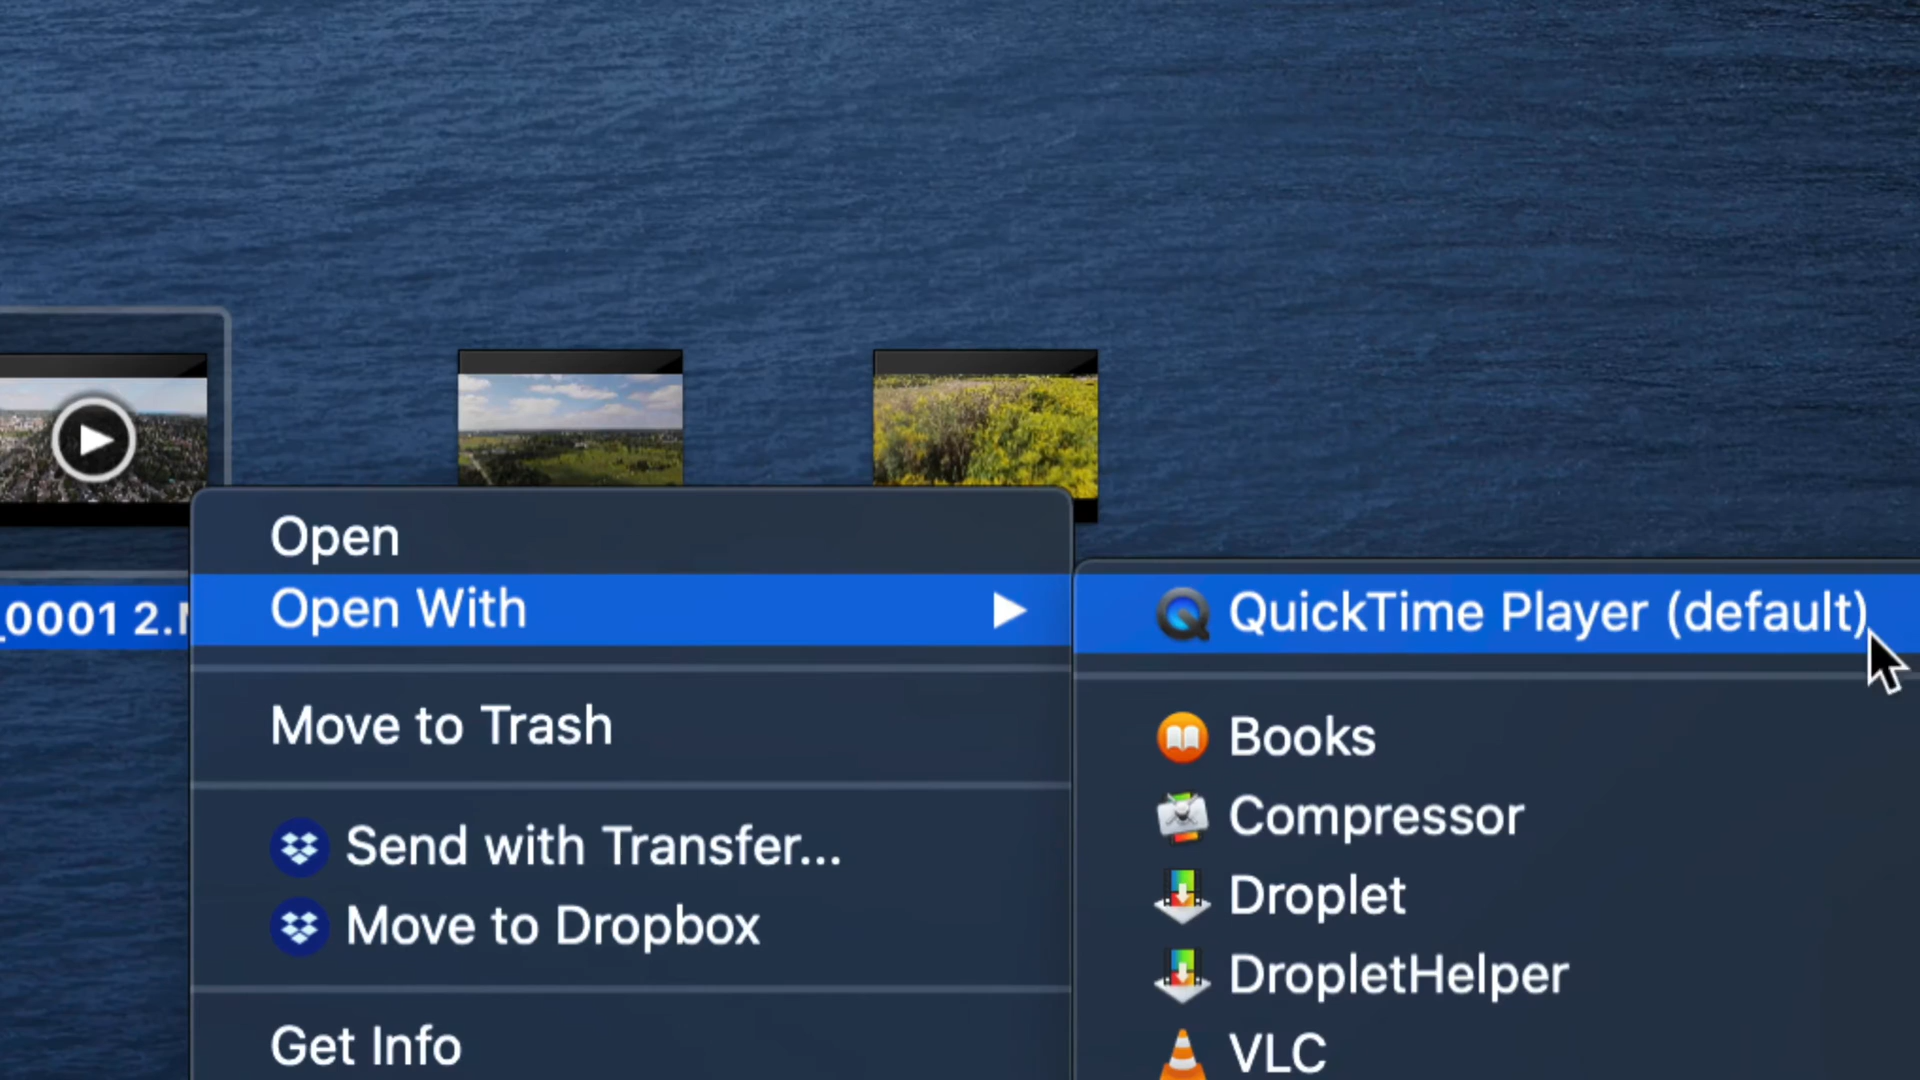 Open
Open With
_0001 2.
Move to Trash
Send with Transfer...
Move to Dropbox
Get Info
QuickTime Player (default)
Books
Compressor
Droplet
DropletHelper
VLC